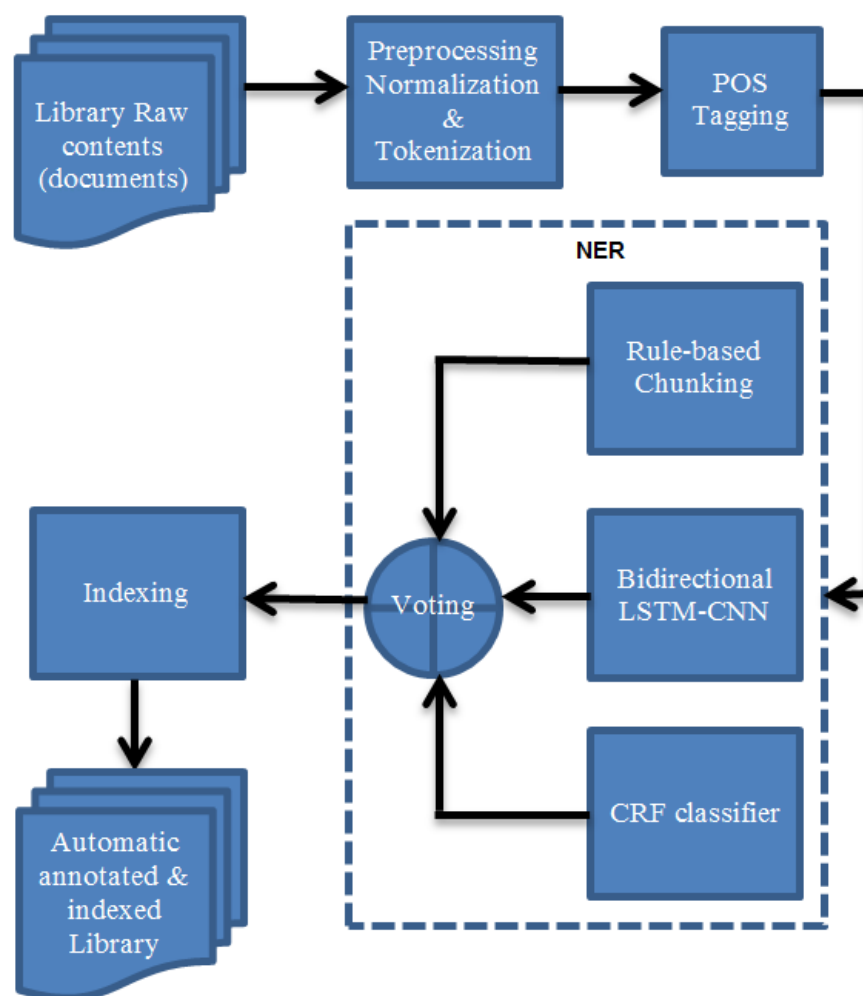 Library Raw
contents
(documents)
Preprocessing
Normalization
&
Tokenization
POS
Tagging
NER
Rule-based
Chunking
Bidirectional
LSTM-CNN
CRF classifier
Voting
Indexing
Automatic
annotated &
indexed
Library